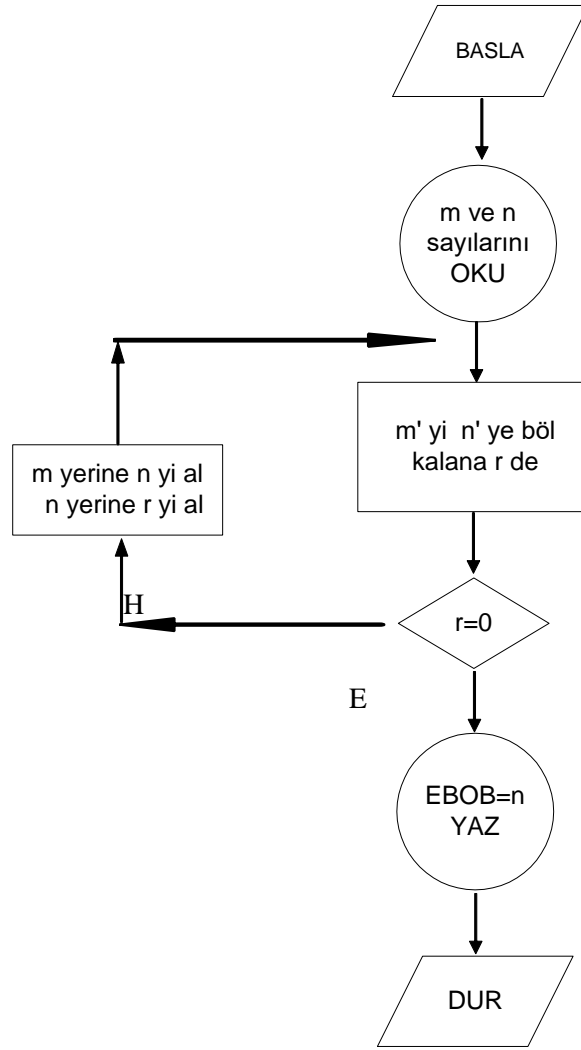 BASLA
m ve n
sayılarını
OKU
m' yi n' ye böl
kalana r de
m yerine n yi al
n yerine r yi al
H
r=0
E
EBOB=n
YAZ
DUR